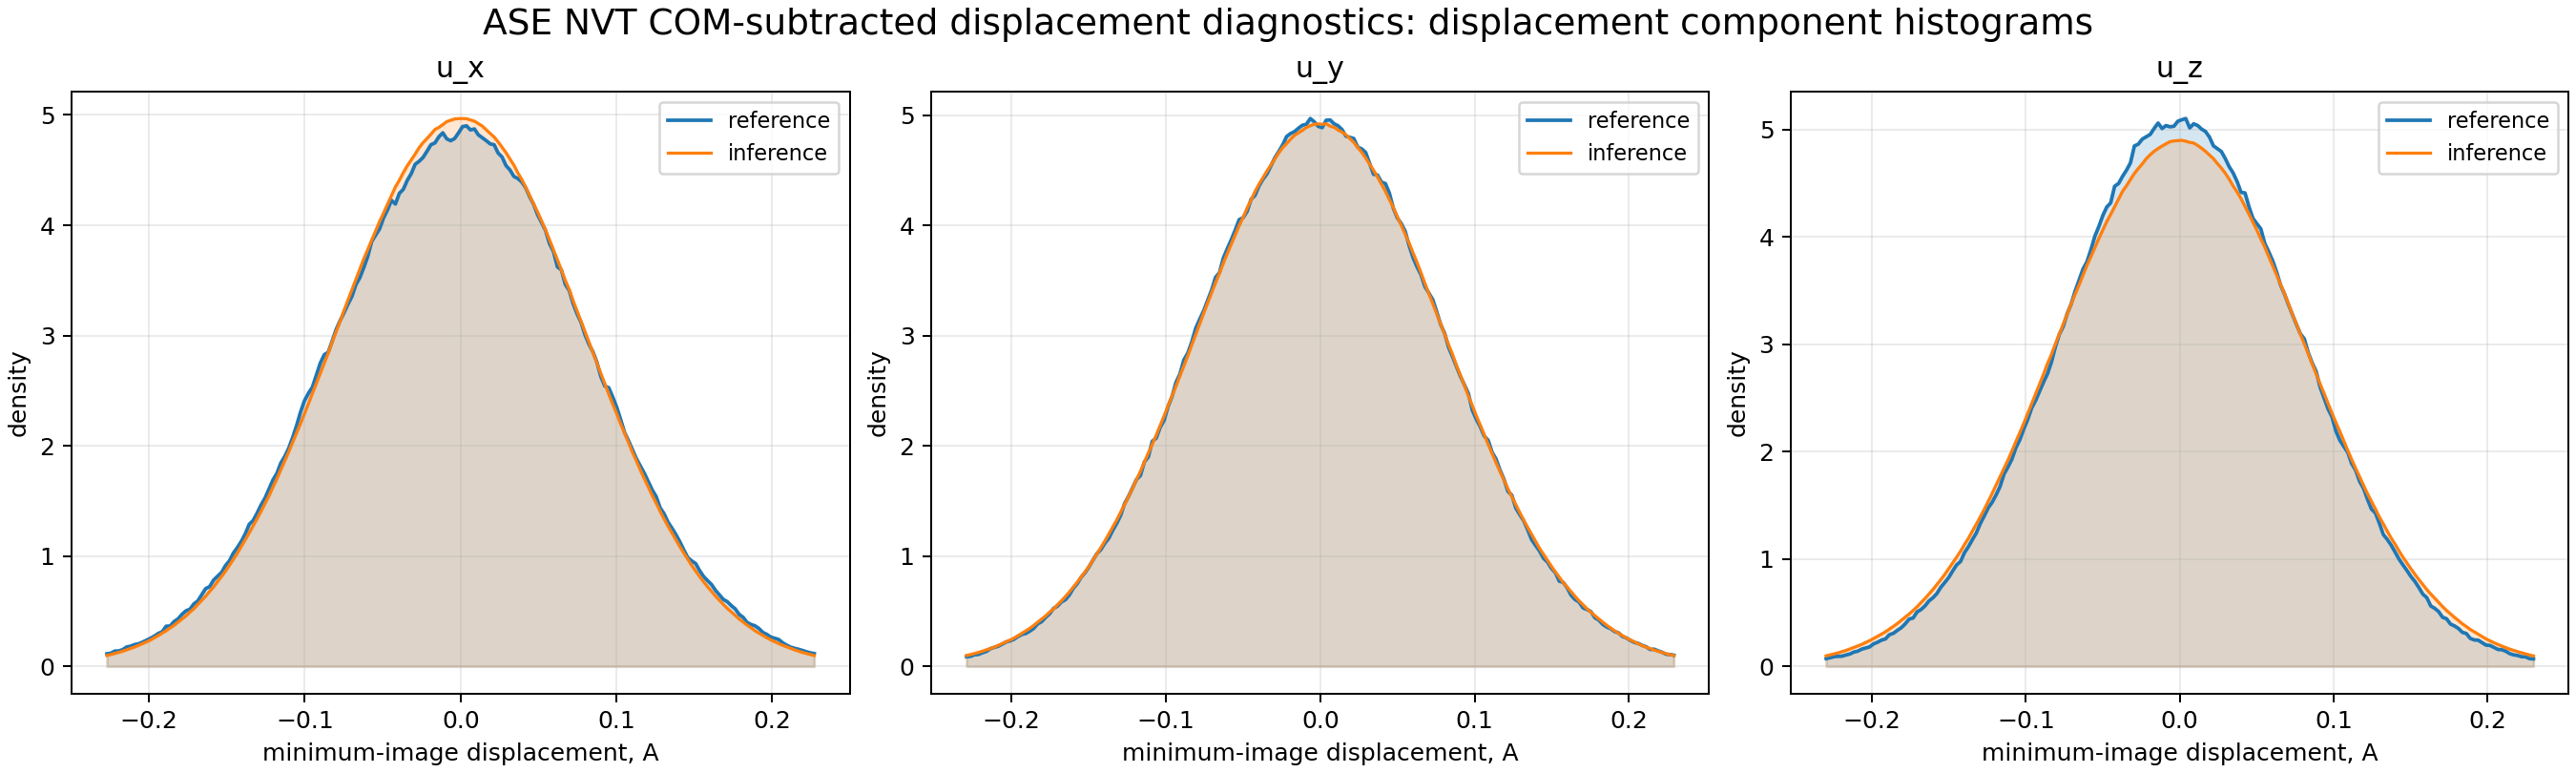 ASE NVT COM-subtracted displacement diagnostics: displacement component histograms
u_x
density
5
4
3
2
1
0
reference
inference
−0.2 −0.1 0.0 0.1 0.2
minimum-image displacement, A
u_y
density
5
4
3
2
1
0
reference
inference
−0.2 −0.1 0.0 0.1 0.2
minimum-image displacement, A
u_z
density
5
4
3
2
1
0
reference
inference
−0.2 −0.1 0.0 0.1 0.2
minimum-image displacement, A